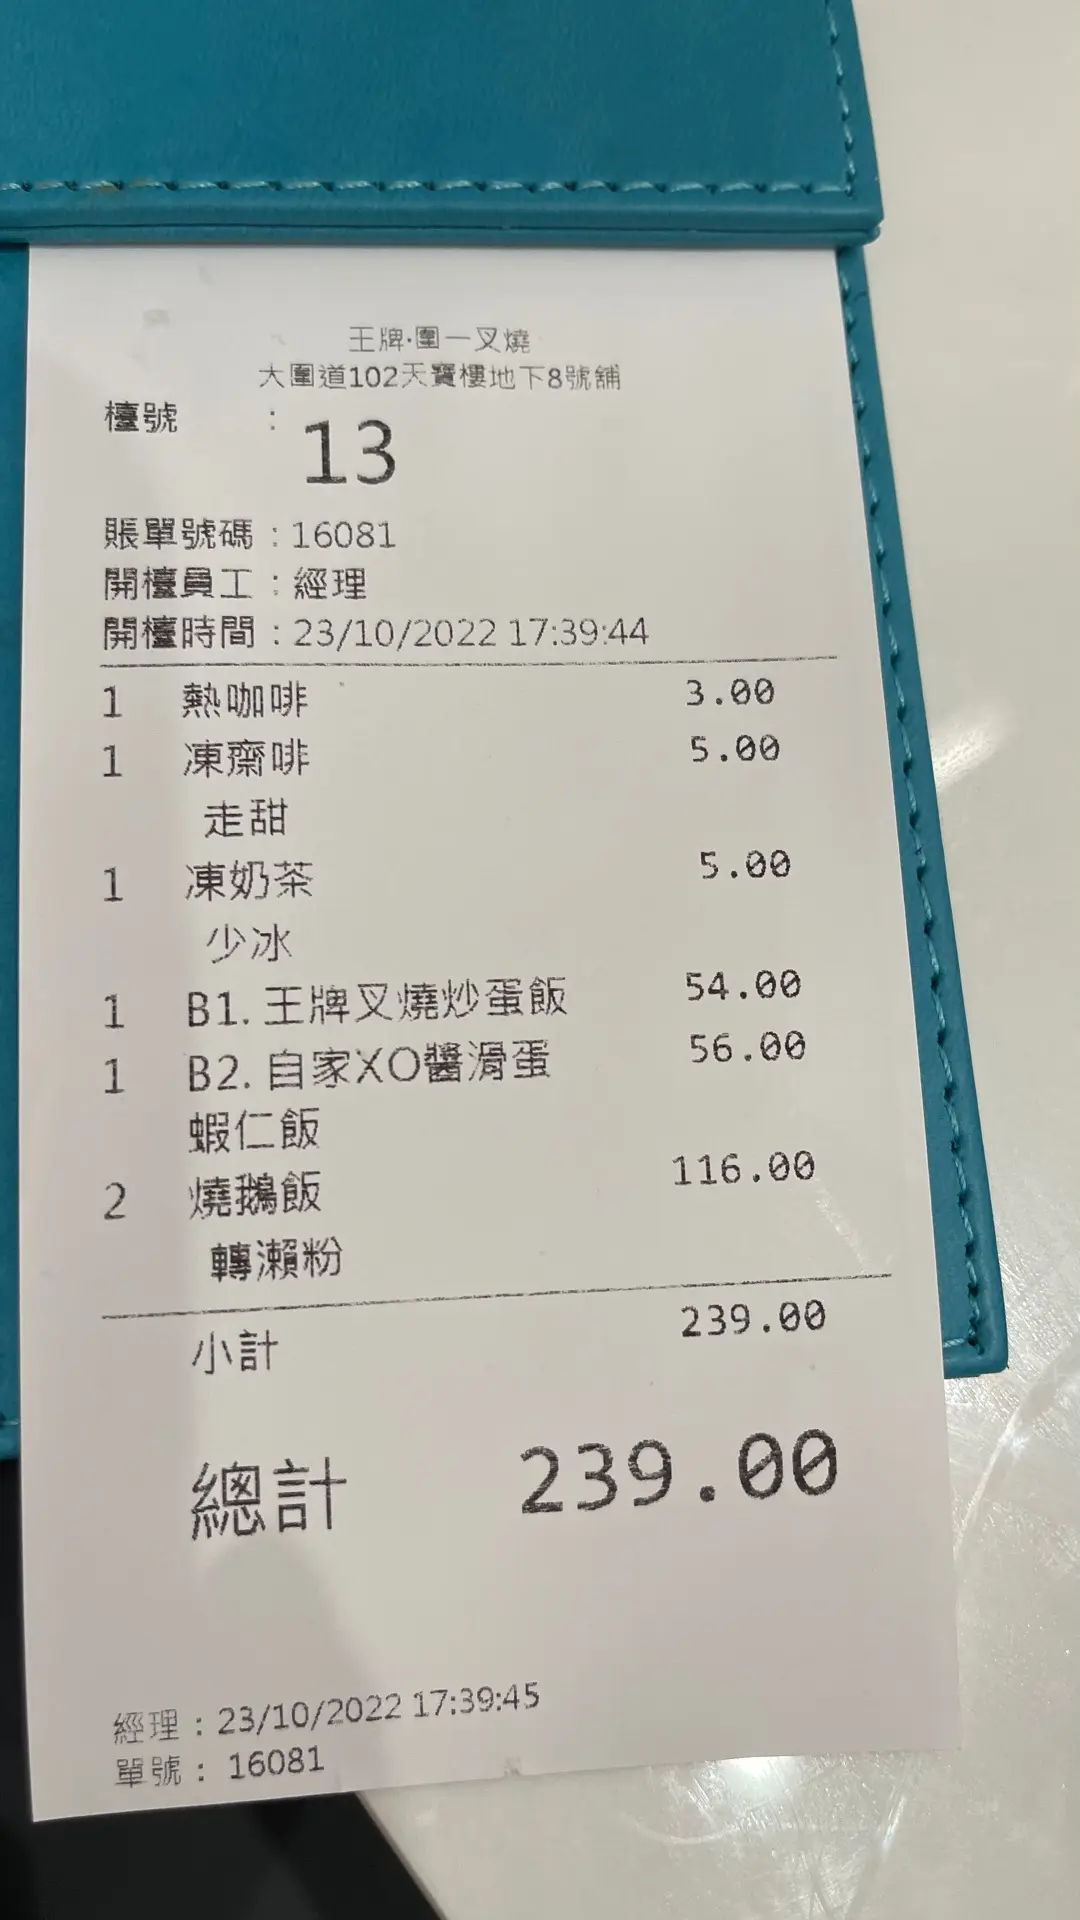 王牌·圍一叉燒
大圍道102天寶樓地下8號舖
檯號 : 13
賬單號碼 : 16081
開檯員工 : 經理
開檯時間 : 23/10/2022 17:39:44
1 熱咖啡 3.00
1 凍齋啡 5.00
走甜
1 凍奶茶 5.00
少冰
1 B1. 王牌叉燒炒蛋飯 54.00
1 B2. 自家XO醬滑蛋 56.00
蝦仁飯
2 燒鵝飯 116.00
轉瀨粉
小計 239.00
總計 239.00
經理 : 23/10/2022 17:39:45
單號 : 16081